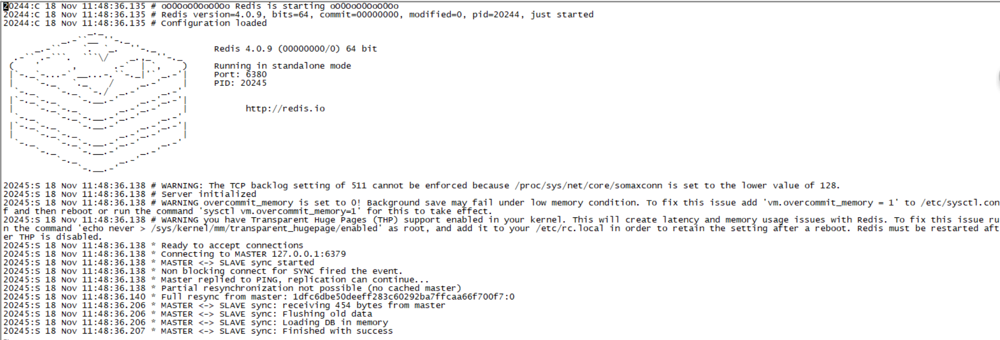 20244:C 18 Nov 11:48:36.135 # oO0OoO0OoO0Oo Redis is starting oO0OoO0OoO0Oo
20244:C 18 Nov 11:48:36.135 # Redis version=4.0.9, bits=64, commit=00000000, modified=0, pid=20244, just started
20244:C 18 Nov 11:48:36.135 # Configuration loaded
Redis 4.0.9 (00000000/0) 64 bit
Running in standalone mode
Port: 6380
PID: 20245
http://redis.io
20245:S 18 Nov 11:48:36.138 # WARNING: The TCP backlog setting of 511 cannot be enforced because /proc/sys/net/core/somaxconn is set to the lower value of 128.
20245:S 18 Nov 11:48:36.138 # Server initialized
20245:S 18 Nov 11:48:36.138 # WARNING overcommit_memory is set to 0! Background save may fail under low memory condition. To fix this issue add 'vm.overcommit_memory = 1' to /etc/sysctl.con
f and then reboot or run the command 'sysctl vm.overcommit_memory=1' for this to take effect.
20245:S 18 Nov 11:48:36.138 # WARNING you have Transparent Huge Pages (THP) support enabled in your kernel. This will create latency and memory usage issues with Redis. To fix this issue ru
n the command 'echo never > /sys/kernel/mm/transparent_hugepage/enabled' as root, and add it to your /etc/rc.local in order to retain the setting after a reboot. Redis must be restarted aft
er THP is disabled.
20245:S 18 Nov 11:48:36.138 * Ready to accept connections
20245:S 18 Nov 11:48:36.138 * Connecting to MASTER 127.0.0.1:6379
20245:S 18 Nov 11:48:36.138 * MASTER <-> SLAVE sync started
20245:S 18 Nov 11:48:36.138 * Non blocking connect for SYNC fired the event.
20245:S 18 Nov 11:48:36.138 * Master replied to PING, replication can continue...
20245:S 18 Nov 11:48:36.138 * Partial resynchronization not possible (no cached master)
20245:S 18 Nov 11:48:36.140 * Full resync from master: 1dfc6dbe50deeff283c60292ba7ffcaa66f700f7:0
20245:S 18 Nov 11:48:36.206 * MASTER <-> SLAVE sync: receiving 454 bytes from master
20245:S 18 Nov 11:48:36.206 * MASTER <-> SLAVE sync: Flushing old data
20245:S 18 Nov 11:48:36.206 * MASTER <-> SLAVE sync: Loading DB in memory
20245:S 18 Nov 11:48:36.207 * MASTER <-> SLAVE sync: Finished with success